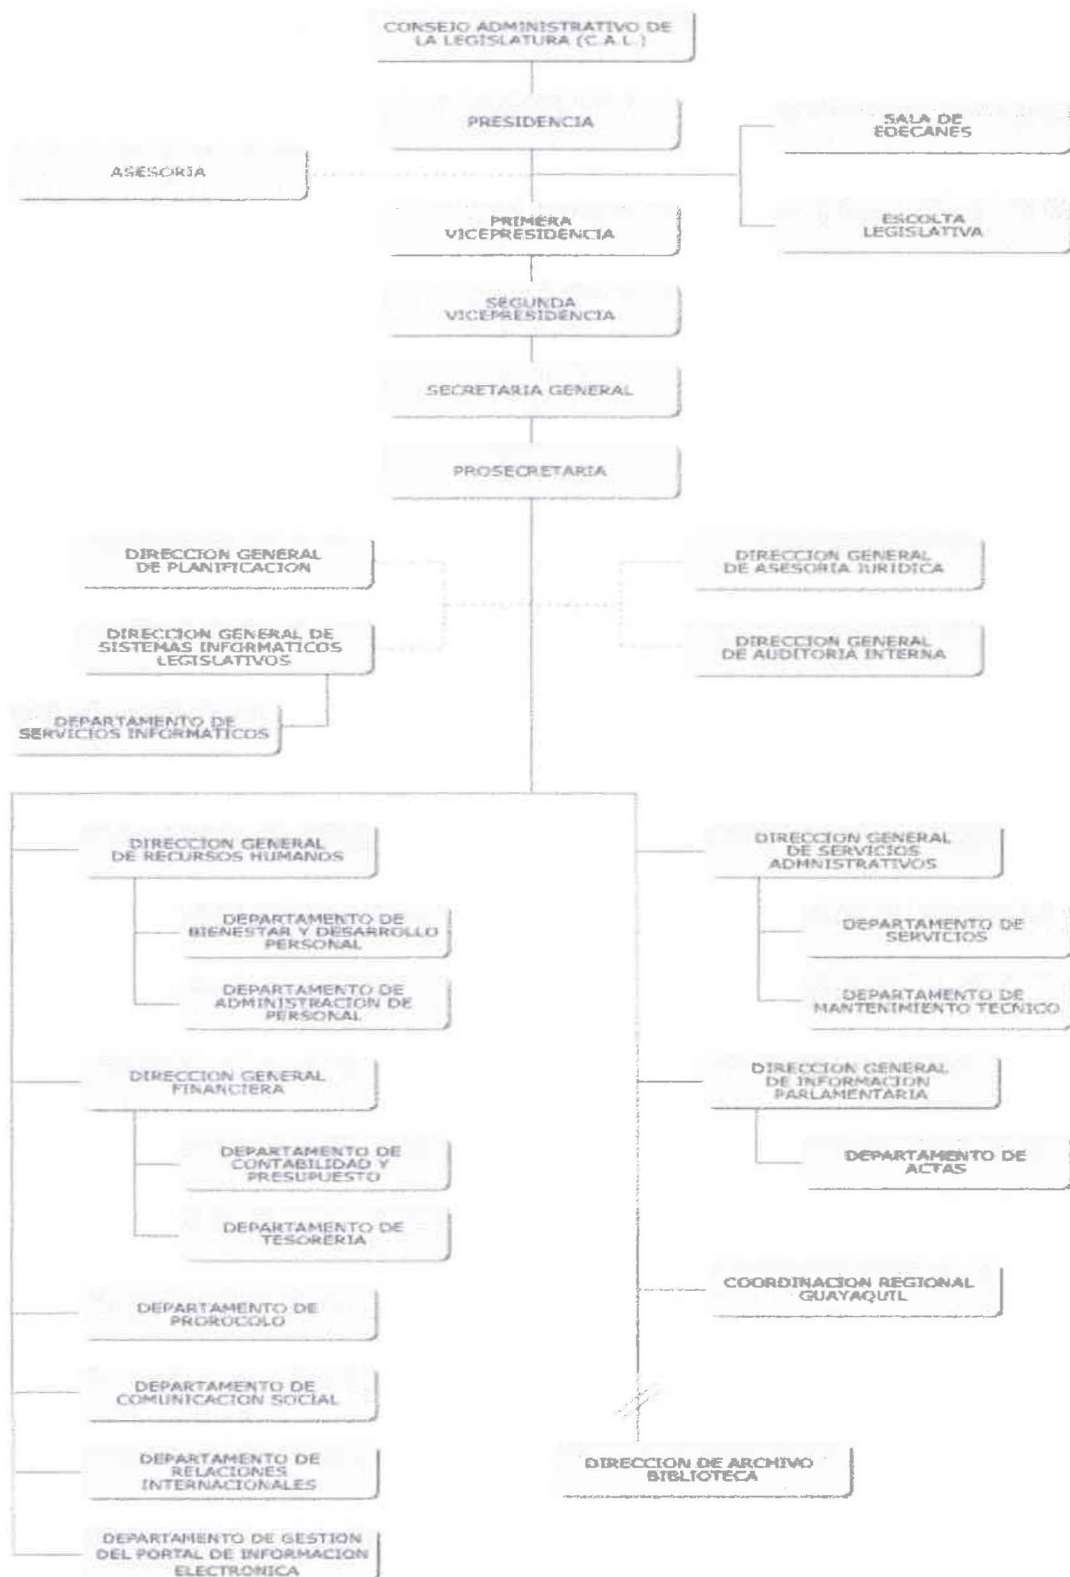 CONSEJO ADMINISTRATIVO DE
LA LEGISLATURA (C.A.L.)
PRESIDENCIA
SALA DE
EDECANES
ASESORIA
PRIMERA
VICEPRESIDENCIA
ESCOLTA
LEGISLATIVA
SEGUNDA
VICEPRESIDENCIA
SECRETARIA GENERAL
PROSECRETARIA
DIRECCION GENERAL
DE PLANIFICACION
DIRECCION GENERAL
DE ASESORIA JURIDICA
DIRECCION GENERAL DE
SISTEMAS INFORMATICOS
LEGISLATIVOS
DIRECCION GENERAL
DE AUDITORIA INTERNA
DEPARTAMENTO DE
SERVICIOS INFORMATICOS
DIRECCION GENERAL
DE RECURSOS HUMANOS
DEPARTAMENTO DE
BIENESTAR Y DESARROLLO
PERSONAL
DEPARTAMENTO DE
ADMINISTRACION DE
PERSONAL
DIRECCION GENERAL
FINANCIERA
DEPARTAMENTO DE
CONTABILIDAD Y
PRESUPUESTO
DEPARTAMENTO DE
TESORERIA
DEPARTAMENTO DE
PROROCOLO
DEPARTAMENTO DE
COMUNICACION SOCIAL
DEPARTAMENTO DE
RELACIONES
INTERNACIONALES
DEPARTAMENTO DE GESTION
DEL PORTAL DE INFORMACION
ELECTRONICA
DIRECCION GENERAL
DE SERVICIOS
ADMNISTRATIVOS
DEPARTAMENTO DE
SERVICIOS
DEPARTAMENTO DE
MANTENIMIENTO TECNICO
DIRECCION GENERAL
DE INFORMACION
PARLAMENTARIA
DEPARTAMENTO DE
ACTAS
COORDINACION REGIONAL
GUAYAQUIL
DIRECCION DE ARCHIVO
BIBLIOTECA